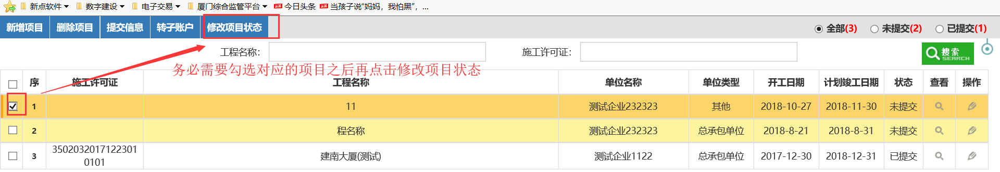 新点软件 数字建设 电子交易 厦门综合监管平台 头条 今日头条 头条 当孩子说“妈妈，我怕黑”，...
新增项目 删除项目 提交信息 转子账户 修改项目状态 全部(3) 未提交(2) 已提交(1)
工程名称： 施工许可证： 搜索 SEARCH
务必需要勾选对应的项目之后再点击修改项目状态
序 施工许可证 工程名称 单位名称 单位类型 开工日期 计划竣工日期 状态 查看 操作
1 11 测试企业232323 其他 2018-10-27 2018-11-30 未提交
2 程名称 测试企业232323 总承包单位 2018-8-21 2018-8-31 未提交
3 3502032017122301 建南大厦(测试) 测试企业1122 总承包单位 2017-12-30 2018-12-31 已提交
0101